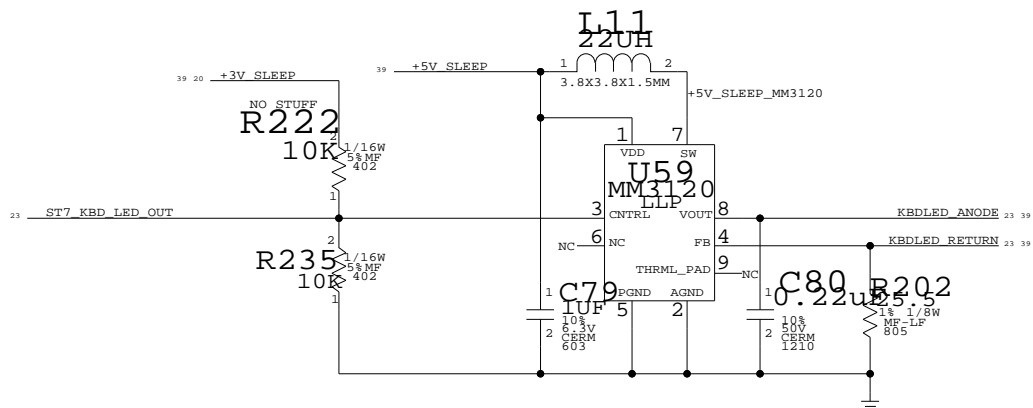 L11
22UH
39 +5V_SLEEP 1 2
39 20 +3V_SLEEP
3.8X3.8X1.5MM
+5V_SLEEP_MM3120
NO STUFF
R222
10K
2
1/16W
5%
MF
402
1
1 7
VDD SW
U59
MM3120
LLP
23 ST7_KBD_LED_OUT
3 CNTRL VOUT 8
KBDLED_ANODE 23 39
NC 6 NC FB 4
KBDLED_RETURN 23 39
THRML_PAD 9 NC
R235
10K
2
1/16W
5%
MF
402
1
PGND AGND
5 2
C79
1UF
1
10%
6.3V
2 CERM
603
C80
0.22uF
1
10%
50V
2 CERM
1210
R202
25.5
1% 1/8W
MF-LF
805